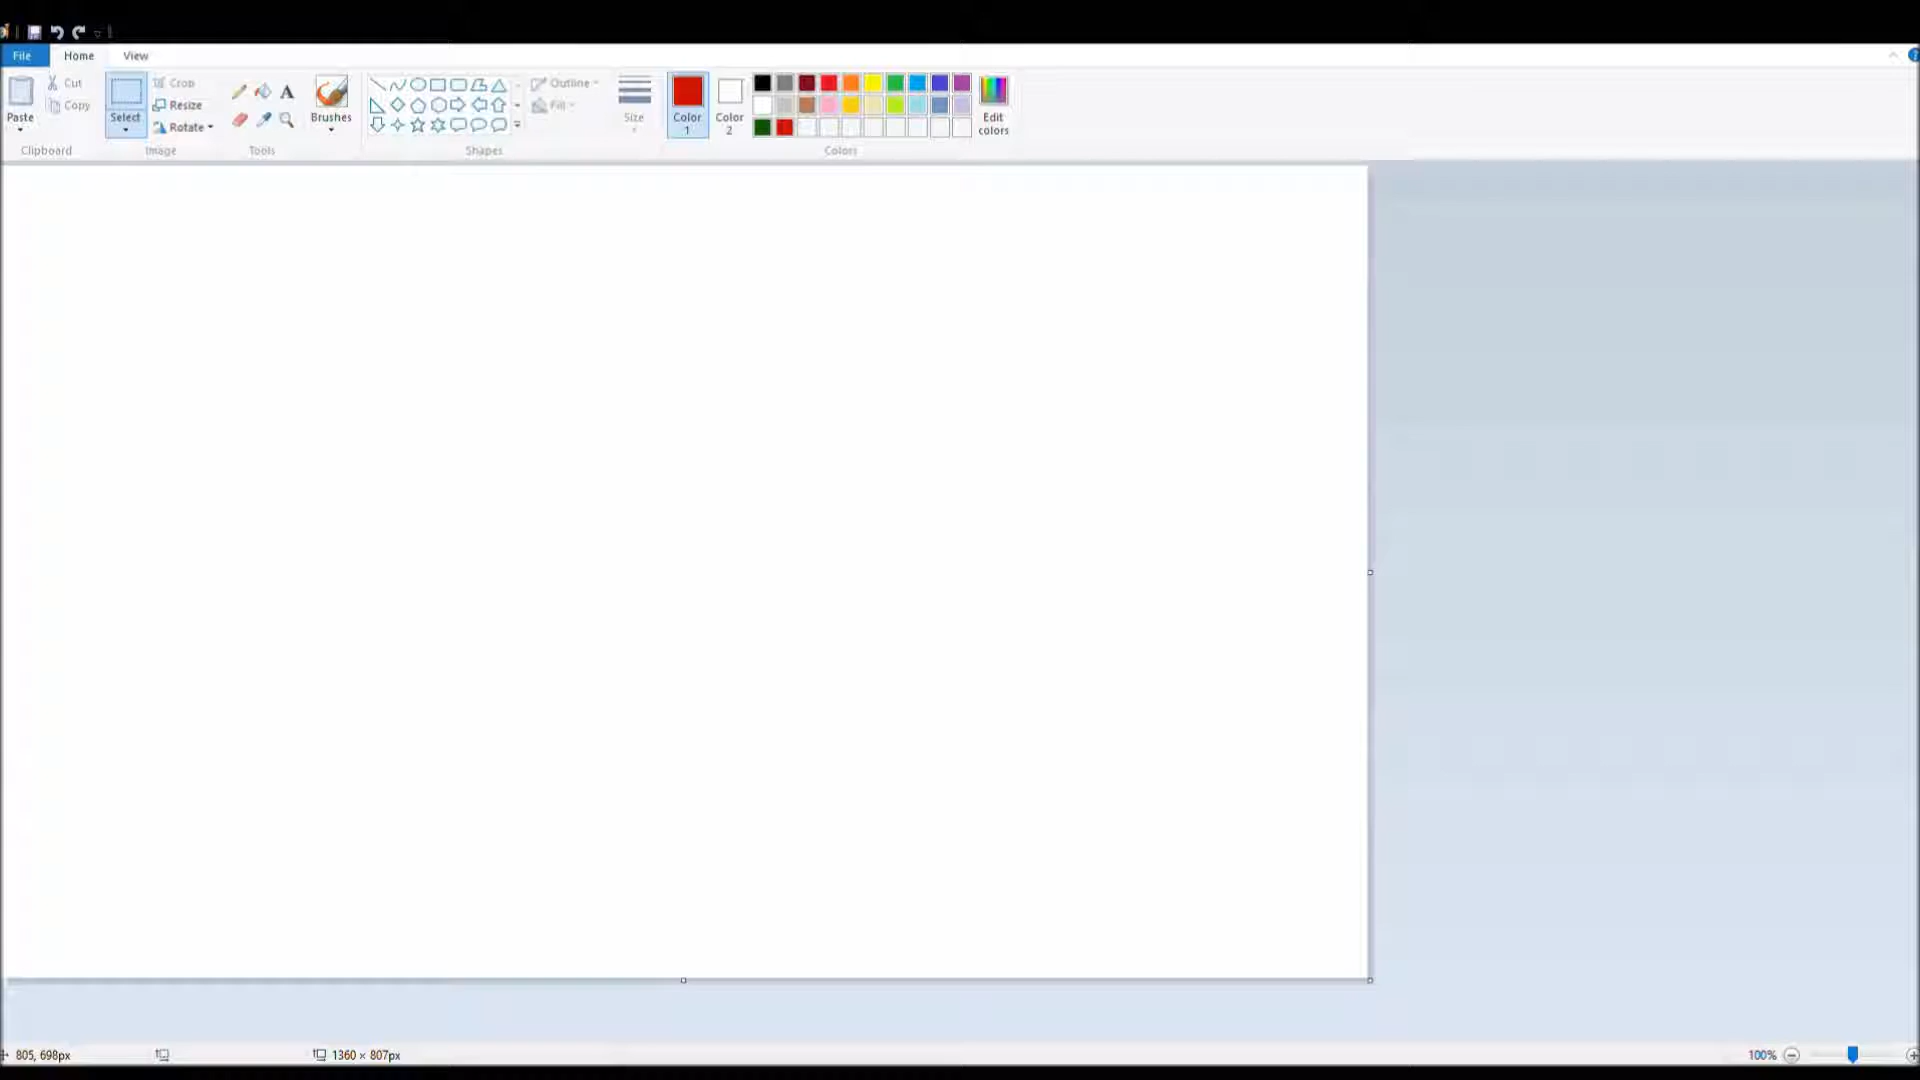 File Home View
Paste
Cut
Copy
Clipboard
Select
Crop
Resize
Rotate
Image
A
Tools
Brushes
Shapes
Outline
Fill
Size
Color
1
Color
2
Edit
colors
Colors
805, 698px
1360 × 807px
100%